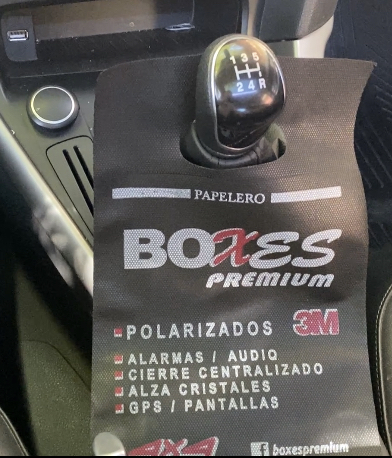 1 3 5
2 4 R
PAPELERO
BOXES
PREMIUM
POLARIZADOS 3M
ALARMAS / AUDIO
CIERRE CENTRALIZADO
ALZA CRISTALES
GPS / PANTALLAS
4x4
f boxespremium